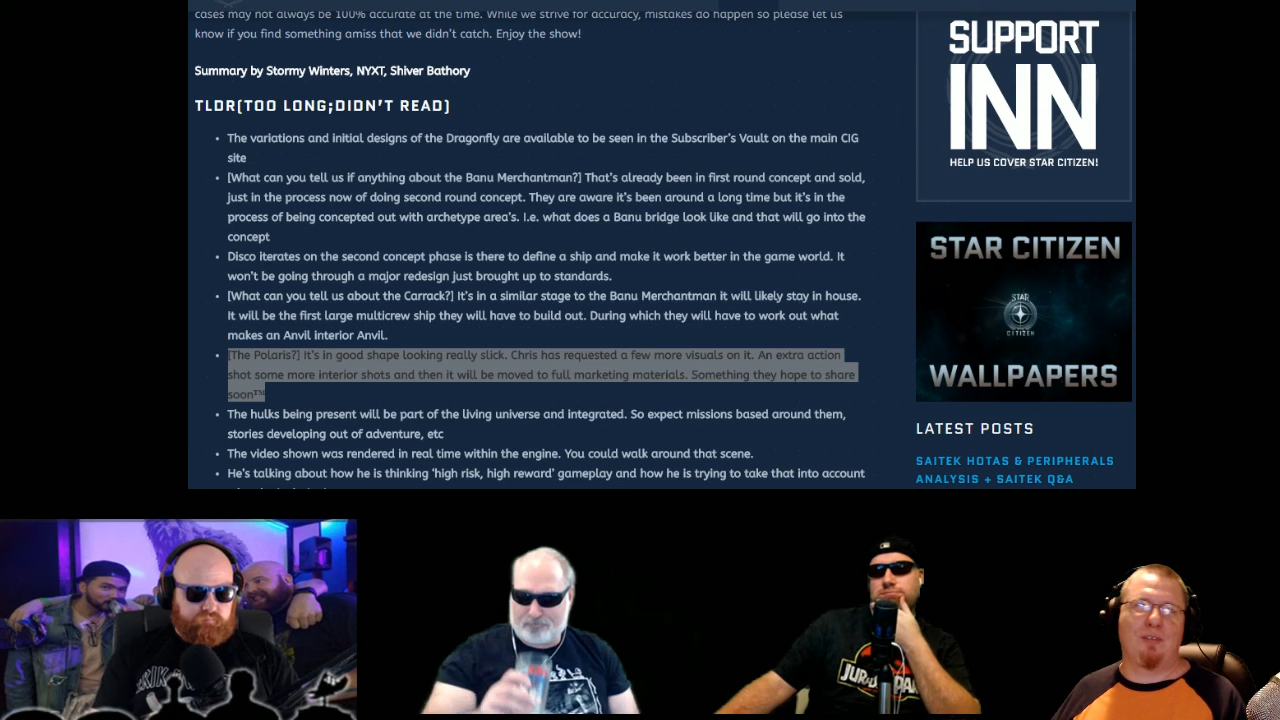 cases may not always be 100% accurate at the time. While we strive for accuracy, mistakes do happen so please let us
know if you find something amiss that we didn't catch. Enjoy the show!
Summary by Stormy Winters, NYXT, Shiver Bathory
TLDR(TOO LONG;DIDN'T READ)
• The variations and initial designs of the Dragonfly are available to be seen in the Subscriber's Vault on the main CIG
site
• [What can you tell us if anything about the Banu Merchantman?] That's already been in first round concept and sold,
just in the process now of doing second round concept. They are aware it's been around a long time but it's in the
process of being concepted out with archetype area's. I.e. what does a Banu bridge look like and that will go into the
concept
• Disco iterates on the second concept phase is there to define a ship and make it work better in the game world. It
won't be going through a major redesign just brought up to standards.
• [What can you tell us about the Carrack?] It's in a similar stage to the Banu Merchantman it will likely stay in house.
It will be the first large multicrew ship they will have to build out. During which they will have to work out what
makes an Anvil interior Anvil.
• [The Polaris?] It's in good shape looking really slick. Chris has requested a few more visuals on it. An extra action
shot some more interior shots and then it will be moved to full marketing materials. Something they hope to share
soon™
• The hulks being present will be part of the living universe and integrated. So expect missions based around them,
stories developing out of adventure, etc
• The video shown was rendered in real time within the engine. You could walk around that scene.
• He's talking about how he is thinking 'high risk, high reward' gameplay and how he is trying to take that into account
SUPPORT
INN
HELP US COVER STAR CITIZEN!
STAR CITIZEN
STAR
CITIZEN
WALLPAPERS
LATEST POSTS
SAITEK HOTAS & PERIPHERALS
ANALYSIS + SAITEK Q&A